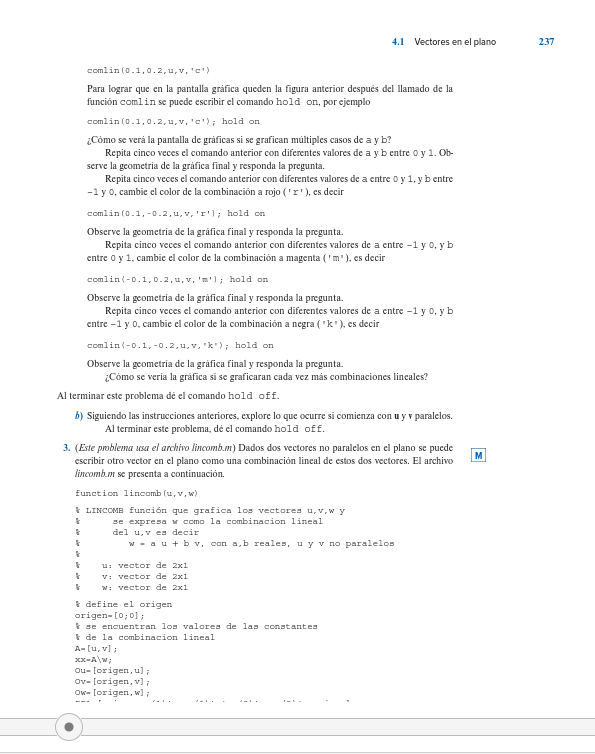 4.1 Vectores en el plano 237
comlin(0.1,0.2,u,v,'c')
Para lograr que en la pantalla gráfica queden la figura anterior después del llamado de la
función comlin se puede escribir el comando hold on, por ejemplo
comlin(0.1,0.2,u,v,'c'); hold on
¿Cómo se verá la pantalla de gráficas si se grafican múltiples casos de a y b?
Repita cinco veces el comando anterior con diferentes valores de a y b entre 0 y 1. Ob-
serve la geometría de la gráfica final y responda la pregunta.
Repita cinco veces el comando anterior con diferentes valores de a entre 0 y 1, y b entre
−1 y 0, cambie el color de la combinación a rojo ('r'), es decir
comlin(0.1,-0.2,u,v,'r'); hold on
Observe la geometría de la gráfica final y responda la pregunta.
Repita cinco veces el comando anterior con diferentes valores de a entre −1 y 0, y b
entre 0 y 1, cambie el color de la combinación a magenta ('m'), es decir
comlin(-0.1,0.2,u,v,'m'); hold on
Observe la geometría de la gráfica final y responda la pregunta.
Repita cinco veces el comando anterior con diferentes valores de a entre −1 y 0, y b
entre −1 y 0, cambie el color de la combinación a negra ('k'), es decir
comlin(-0.1,-0.2,u,v,'k'); hold on
Observe la geometría de la gráfica final y responda la pregunta.
¿Cómo se vería la gráfica si se graficaran cada vez más combinaciones lineales?
Al terminar este problema dé el comando hold off.
b) Siguiendo las instrucciones anteriores, explore lo que ocurre si comienza con u y v paralelos.
Al terminar este problema, dé el comando hold off.
3. (Este problema usa el archivo lincomb.m) Dados dos vectores no paralelos en el plano se puede
M
escribir otro vector en el plano como una combinación lineal de estos dos vectores. El archivo
lincomb.m se presenta a continuación.
function lincomb(u,v,w)
% LINCOMB función que grafica los vectores u,v,w y
% se expresa w como la combinacion lineal
% del u,v es decir
% w = a u + b v, con a,b reales, u y v no paralelos
%
% u: vector de 2x1
% v: vector de 2x1
% w: vector de 2x1
% define el origen
origen=[0;0];
% se encuentran los valores de las constantes
% de la combinacion lineal
A=[u,v];
xx=A\w;
Ou=[origen,u];
Ov=[origen,v];
Ow=[origen,w];